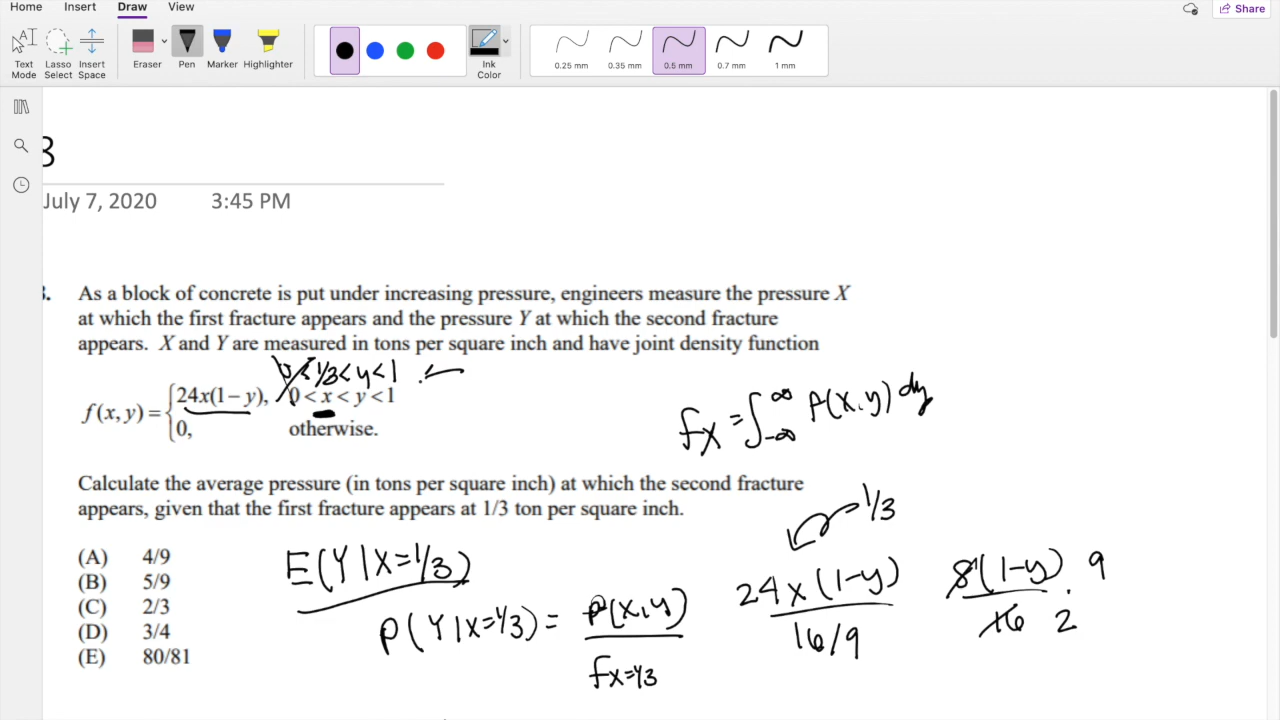 Home Insert Draw View Share
Text Mode Lasso Select Insert Space Eraser Pen Marker Highlighter Ink Color 0.25 mm 0.35 mm 0.5 mm 0.7 mm 1 mm
3
July 7, 2020 3:45 PM
3. As a block of concrete is put under increasing pressure, engineers measure the pressure X
at which the first fracture appears and the pressure Y at which the second fracture
appears. X and Y are measured in tons per square inch and have joint density function
1/3 < y < 1
f(x, y) = { 24x(1 − y), 0 < x < y < 1
0, otherwise.
fx = ∫_{-∞}^{∞} f(x,y) dy
Calculate the average pressure (in tons per square inch) at which the second fracture
appears, given that the first fracture appears at 1/3 ton per square inch.
1/3
(A) 4/9
(B) 5/9
(C) 2/3
(D) 3/4
(E) 80/81
E(Y|X=1/3)
P(Y|X=1/3) = P(x,y) / fx=1/3
24x(1-y) / 16/9
8(1-y) / 16 · 9 / 2